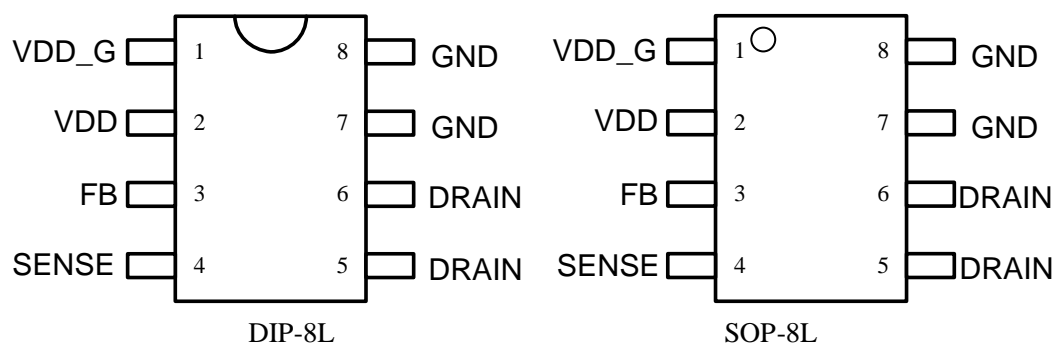 VDD_G 1 8 GND
VDD 2 7 GND
FB 3 6 DRAIN
SENSE 4 5 DRAIN
DIP-8L
VDD_G 1 8 GND
VDD 2 7 GND
FB 3 6 DRAIN
SENSE 4 5 DRAIN
SOP-8L